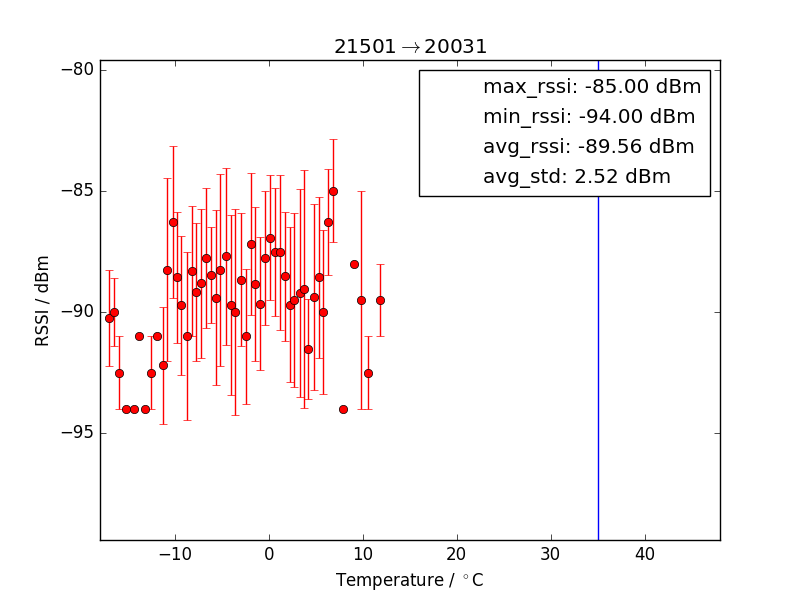 21501→20031
max_rssi: -85.00 dBm
min_rssi: -94.00 dBm
avg_rssi: -89.56 dBm
avg_std: 2.52 dBm
RSSI / dBm
−80
−85
−90
−95
−10 0 10 20 30 40
Temperature / °C